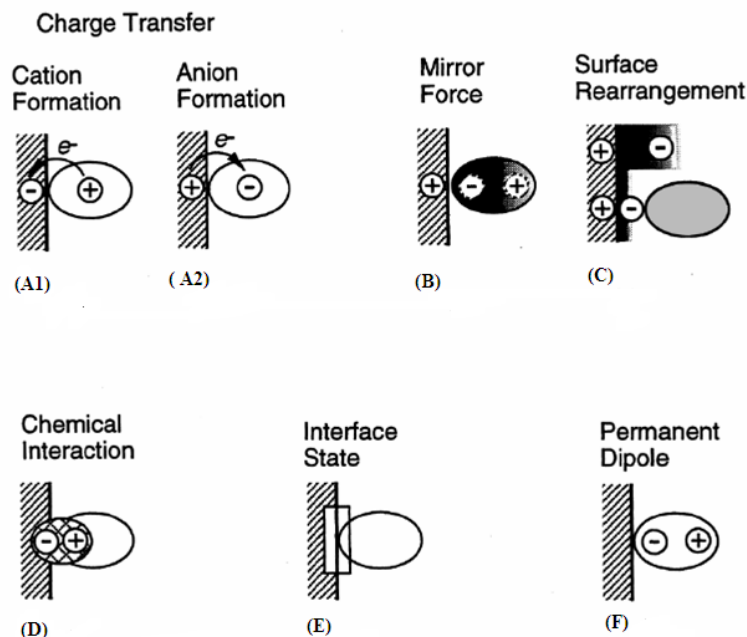 Charge Transfer
Cation Formation
Anion Formation
Mirror Force
Surface Rearrangement
e-
e-
- +
+ -
+ - +
+ -
+ -
(A1)
( A2)
(B)
(C)
Chemical Interaction
Interface State
Permanent Dipole
- +
- +
(D)
(E)
(F)